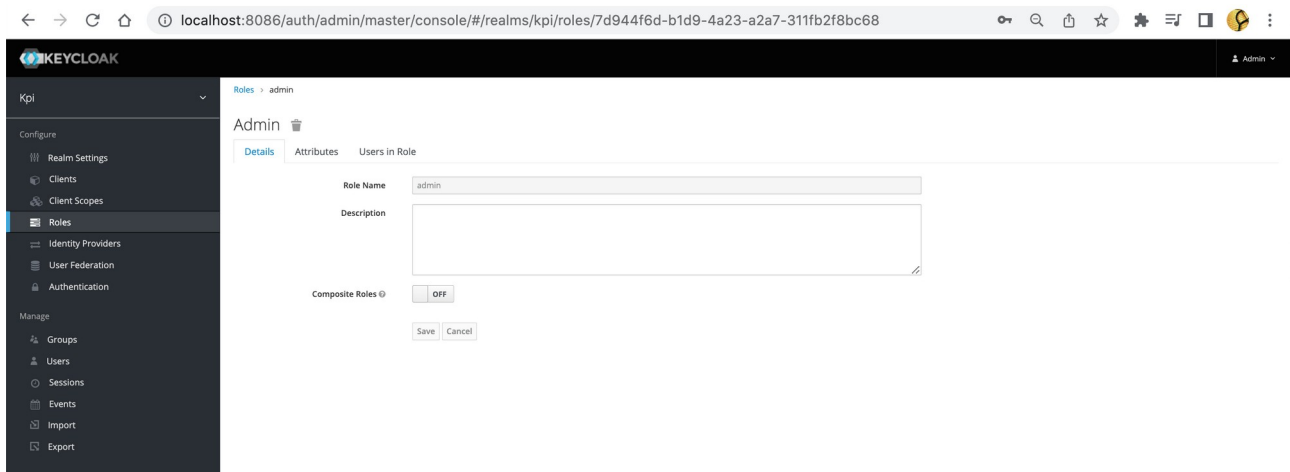 localhost:8086/auth/admin/master/console/#/realms/kpi/roles/7d944f6d-b1d9-4a23-a2a7-311fb2f8bc68
KEYCLOAK
Admin
Kpi
Configure
Realm Settings
Clients
Client Scopes
Roles
Identity Providers
User Federation
Authentication
Manage
Groups
Users
Sessions
Events
Import
Export
Roles > admin
Admin
Details Attributes Users in Role
Role Name admin
Description
Composite Roles OFF
Save Cancel